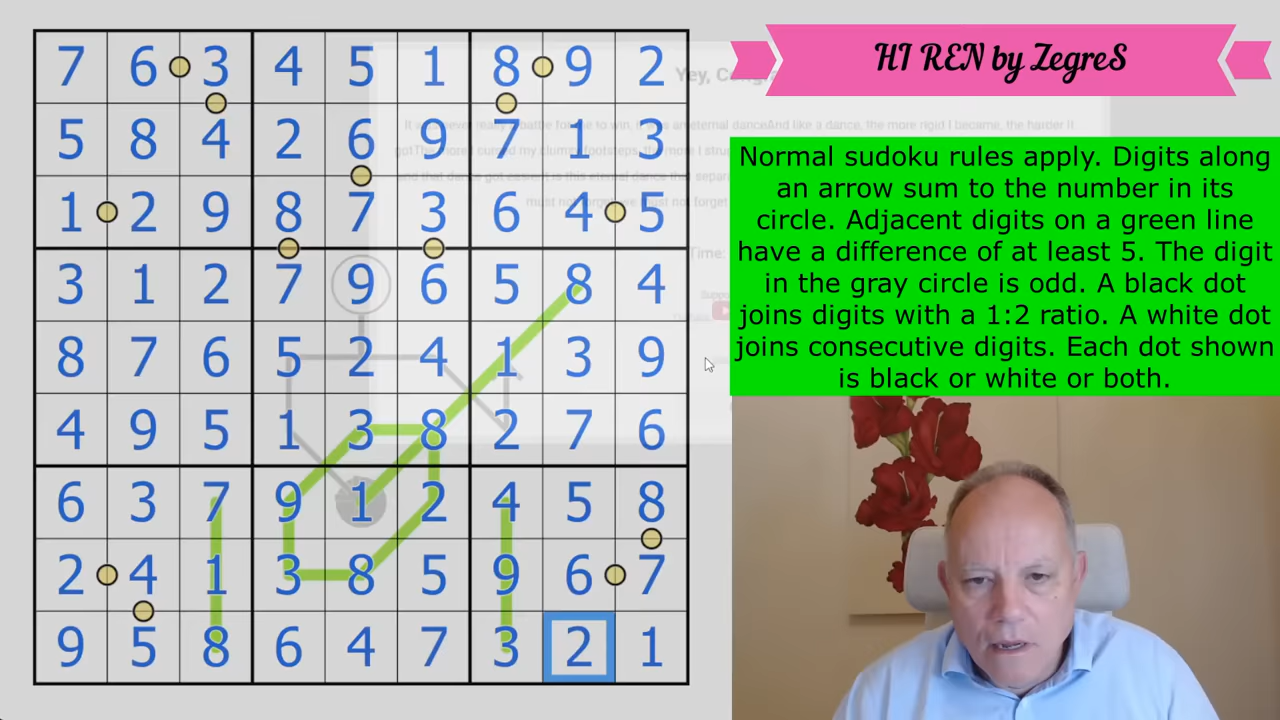 HI REN by ZegreS
Yey, Cong
Normal sudoku rules apply. Digits along
an arrow sum to the number in its
circle. Adjacent digits on a green line
have a difference of at least 5. The digit
in the gray circle is odd. A black dot
joins digits with a 1:2 ratio. A white dot
joins consecutive digits. Each dot shown
is black or white or both.
7 6 3 4 5 1 8 9 2
5 8 4 2 6 9 7 1 3
1 2 9 8 7 3 6 4 5
3 1 2 7 9 6 5 8 4
8 7 6 5 2 4 1 3 9
4 9 5 1 3 8 2 7 6
6 3 7 9 1 2 4 5 8
2 4 1 3 8 5 9 6 7
9 5 8 6 4 7 3 2 1
Time: